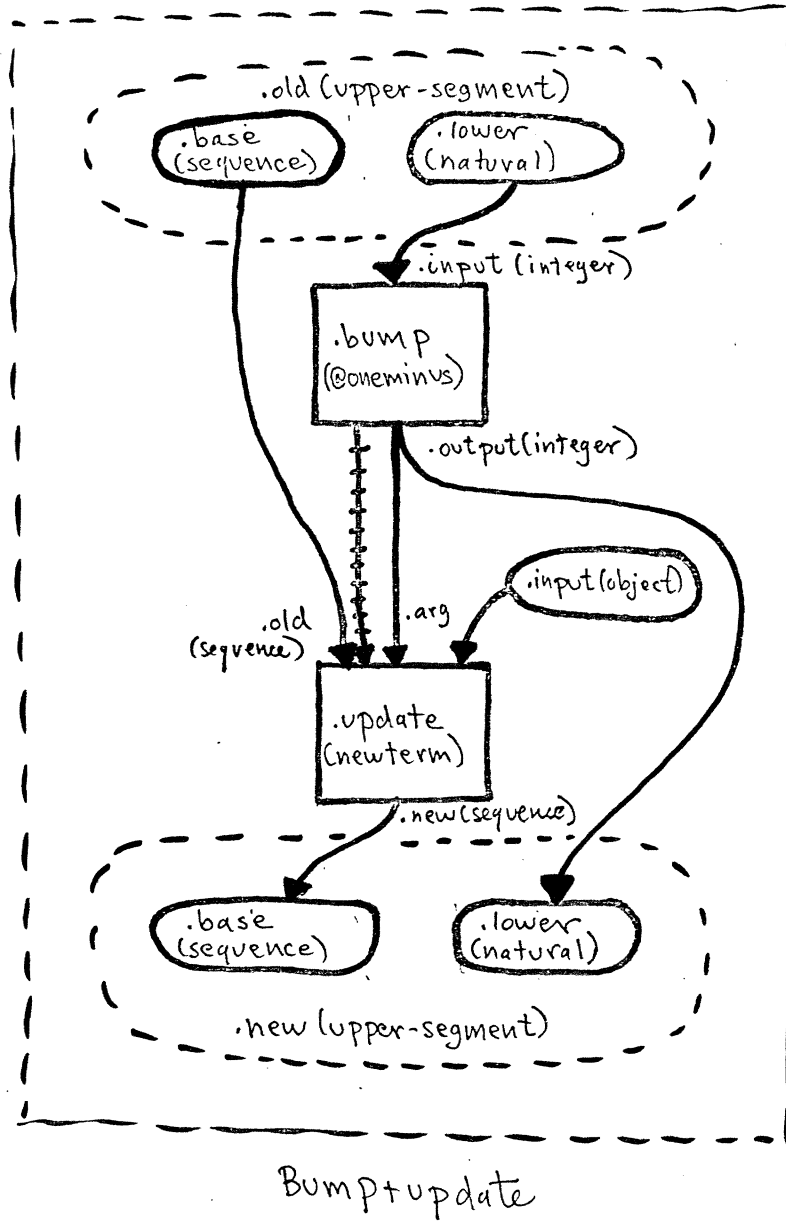 .old (upper-segment)
.base
(sequence)
.lower
(natural)
.input (integer)
.bump
(@oneminus)
.output (integer)
.input (object)
.old
(sequence)
.arg
.update
(newterm)
.new (sequence)
.base
(sequence)
.lower
(natural)
.new (upper-segment)
Bump+update